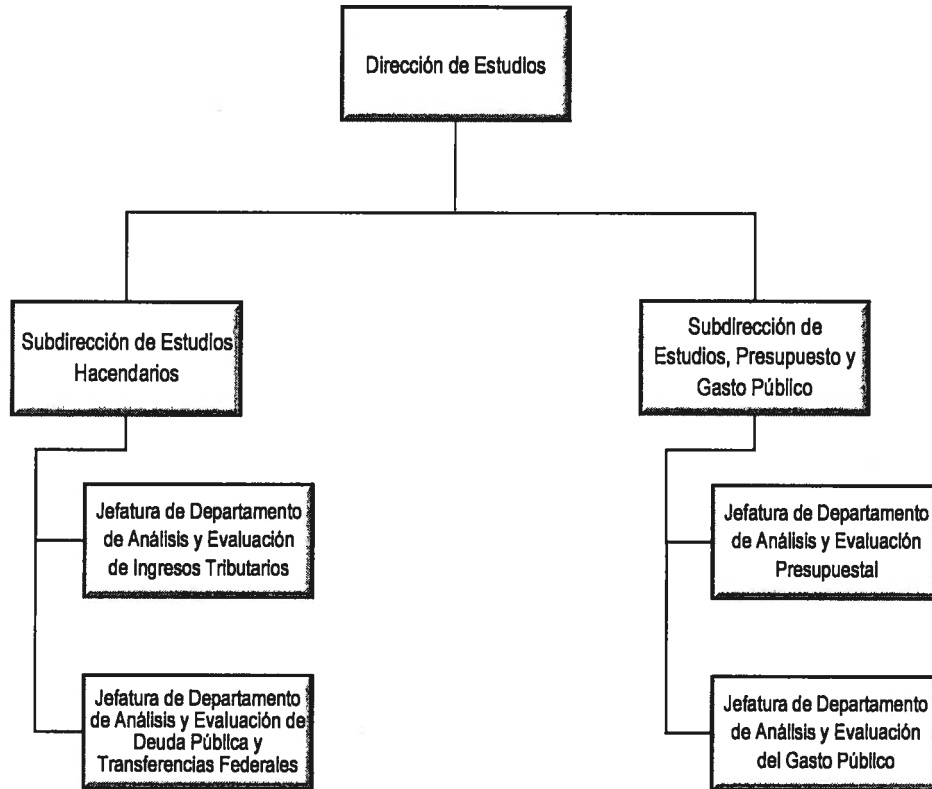 Dirección de Estudios
Subdirección de Estudios
Hacendarios
Jefatura de Departamento
de Análisis y Evaluación
de Ingresos Tributarios
Jefatura de Departamento
de Análisis y Evaluación de
Deuda Pública y
Transferencias Federales
Subdirección de
Estudios, Presupuesto y
Gasto Público
Jefatura de Departamento
de Análisis y Evaluación
Presupuestal
Jefatura de Departamento
de Análisis y Evaluación
del Gasto Público